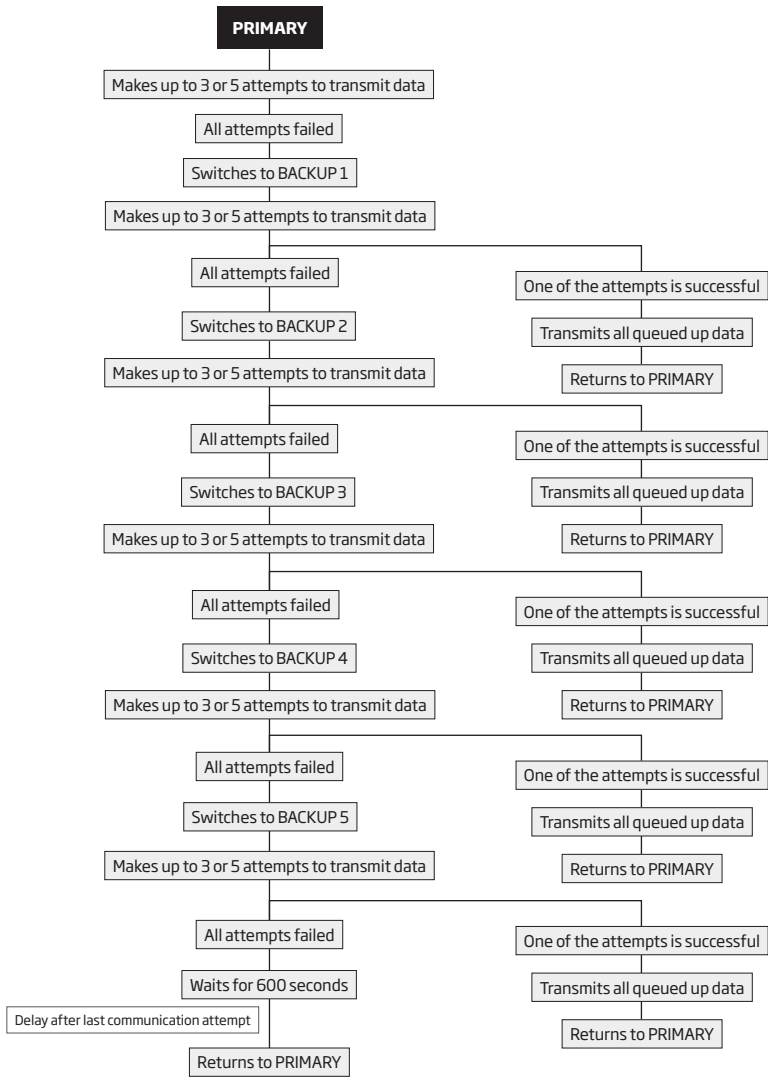 PRIMARY
Makes up to 3 or 5 attempts to transmit data
All attempts failed
Switches to BACKUP 1
Makes up to 3 or 5 attempts to transmit data
All attempts failed
One of the attempts is successful
Switches to BACKUP 2
Transmits all queued up data
Makes up to 3 or 5 attempts to transmit data
Returns to PRIMARY
All attempts failed
One of the attempts is successful
Switches to BACKUP 3
Transmits all queued up data
Makes up to 3 or 5 attempts to transmit data
Returns to PRIMARY
All attempts failed
One of the attempts is successful
Switches to BACKUP 4
Transmits all queued up data
Makes up to 3 or 5 attempts to transmit data
Returns to PRIMARY
All attempts failed
One of the attempts is successful
Switches to BACKUP 5
Transmits all queued up data
Makes up to 3 or 5 attempts to transmit data
Returns to PRIMARY
All attempts failed
One of the attempts is successful
Waits for 600 seconds
Transmits all queued up data
Delay after last communication attempt
Returns to PRIMARY
Returns to PRIMARY